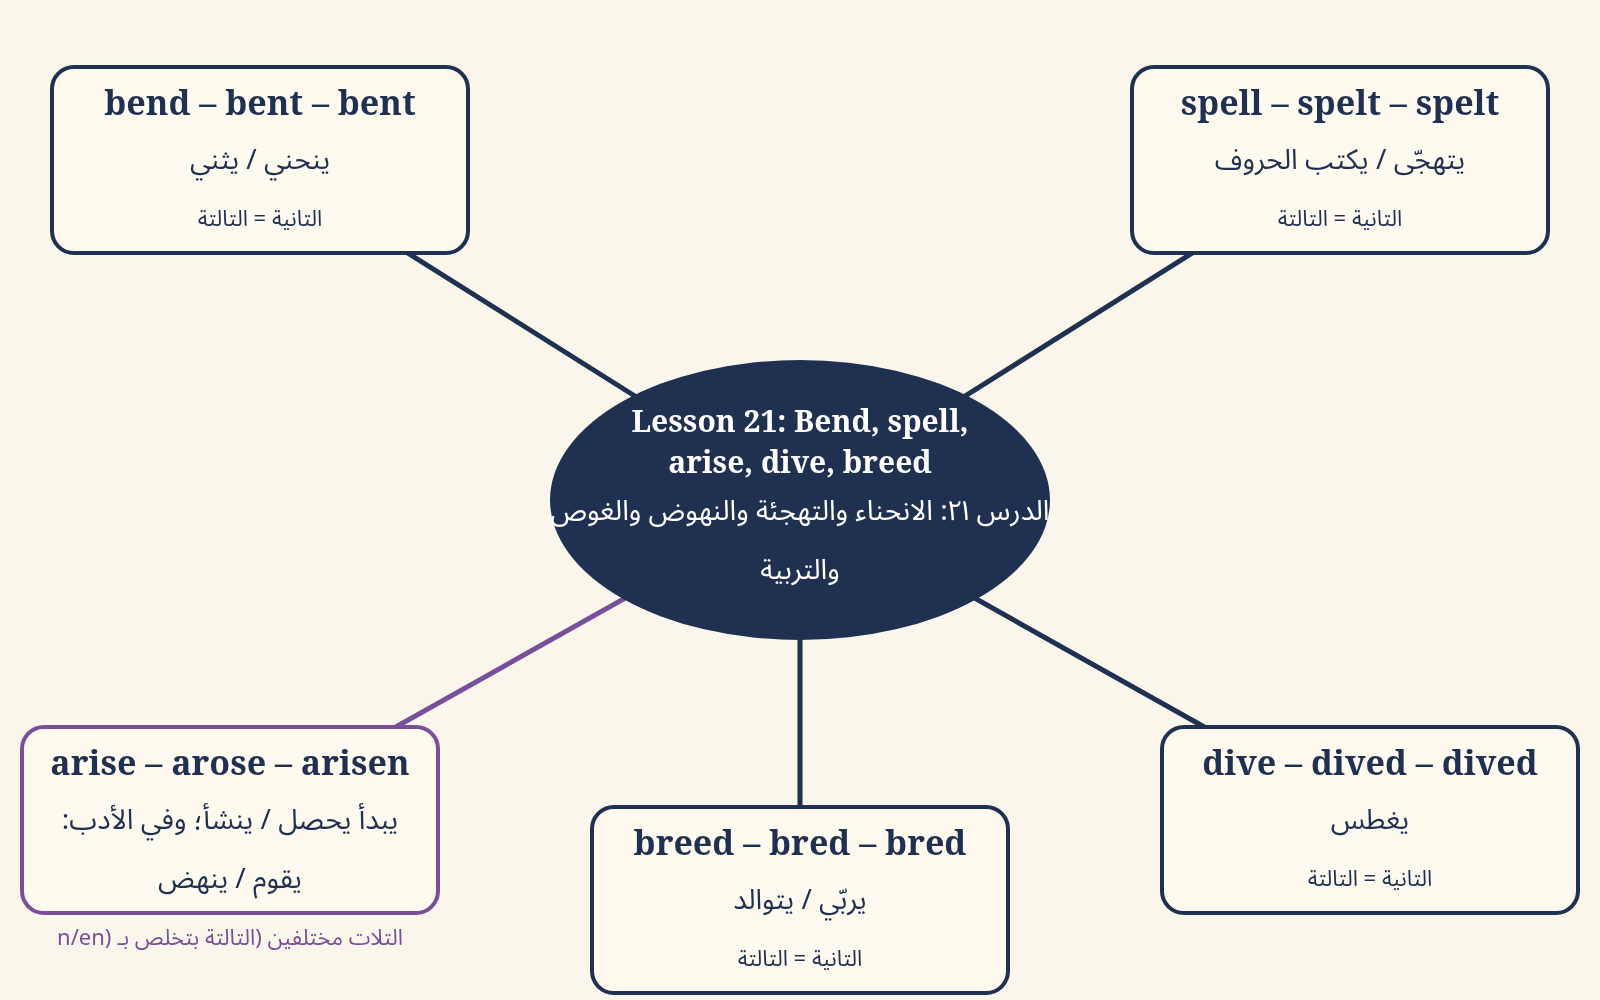 bend – bent – bent
ينحني / يثني
التانية = التالتة
spell – spelt – spelt
يتهجّى / يكتب الحروف
التانية = التالتة
Lesson 21: Bend, spell,
arise, dive, breed
الدرس ٢١: الانحناء والتهجئة والنهوض والغوص
والتربية
arise – arose – arisen
يبدأ يحصل / ينشأ؛ وفي الأدب:
يقوم / ينهض
التلات مختلفين (التالتة بتخلص بـ n/en)
breed – bred – bred
يربّي / يتوالد
التانية = التالتة
dive – dived – dived
يغطس
التانية = التالتة